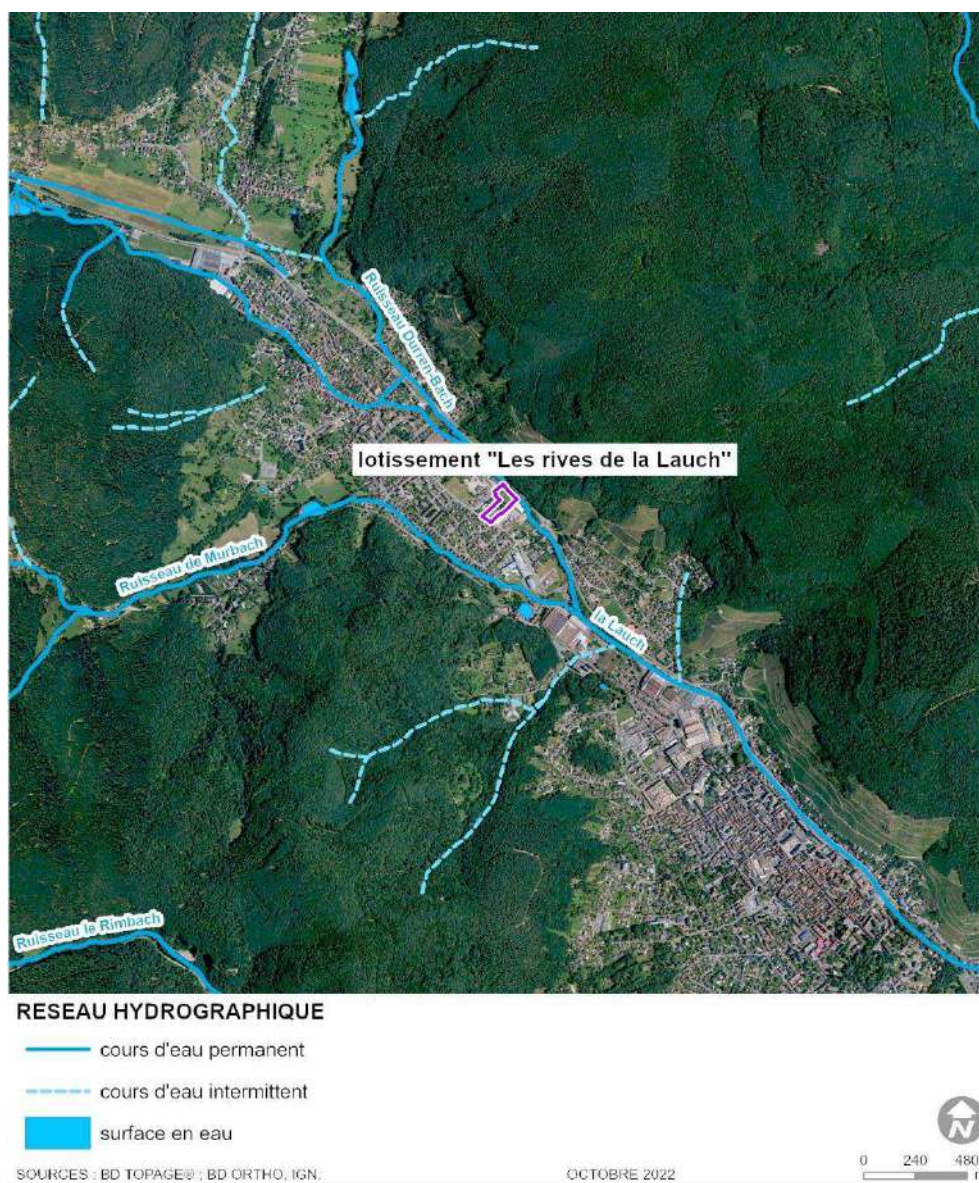 Ruisseau Durren-Bach
lotissement "Les rives de la Lauch"
Ruisseau de Murbach
la Lauch
Ruisseau le Rimbach
RESEAU HYDROGRAPHIQUE
cours d'eau permanent
cours d'eau intermittent
surface en eau
N
SOURCES : BD TOPAGE® ; BD ORTHO, IGN.
OCTOBRE 2022
0 240 480